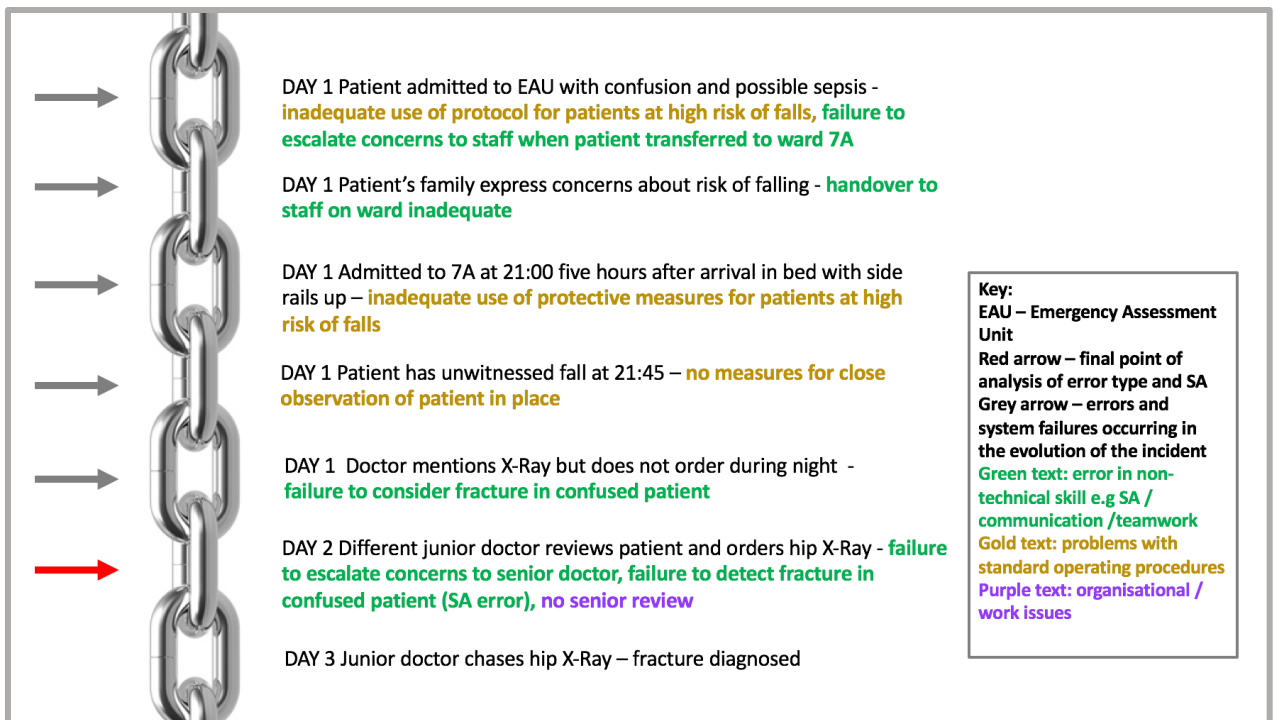 DAY 1 Patient admitted to EAU with confusion and possible sepsis -
inadequate use of protocol for patients at high risk of falls, failure to
escalate concerns to staff when patient transferred to ward 7A
DAY 1 Patient’s family express concerns about risk of falling - handover to
staff on ward inadequate
DAY 1 Admitted to 7A at 21:00 five hours after arrival in bed with side
rails up – inadequate use of protective measures for patients at high
risk of falls
DAY 1 Patient has unwitnessed fall at 21:45 – no measures for close
observation of patient in place
DAY 1  Doctor mentions X-Ray but does not order during night  -
failure to consider fracture in confused patient
DAY 2 Different junior doctor reviews patient and orders hip X-Ray - failure
to escalate concerns to senior doctor, failure to detect fracture in
confused patient (SA error), no senior review
DAY 3 Junior doctor chases hip X-Ray – fracture diagnosed
Key:
EAU – Emergency Assessment
Unit
Red arrow – final point of
analysis of error type and SA
Grey arrow – errors and
system failures occurring in
the evolution of the incident
Green text: error in non-
technical skill e.g SA /
communication /teamwork
Gold text: problems with
standard operating procedures
Purple text: organisational /
work issues